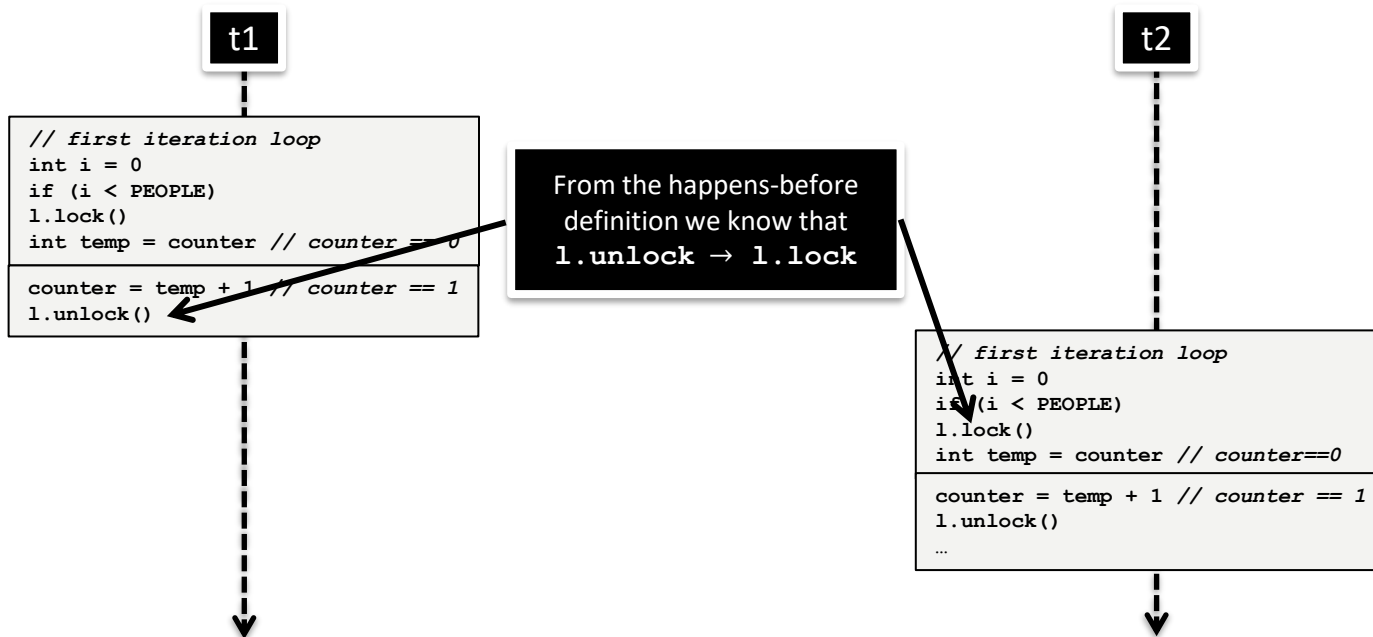 t1
t2
// first iteration loop
int i = 0
if (i < PEOPLE)
l.lock()
int temp = counter // counter == 0
counter = temp + 1 // counter == 1
l.unlock()
From the happens-before
definition we know that
l.unlock → l.lock
// first iteration loop
int i = 0
if (i < PEOPLE)
l.lock()
int temp = counter // counter==0
counter = temp + 1 // counter == 1
l.unlock()
…